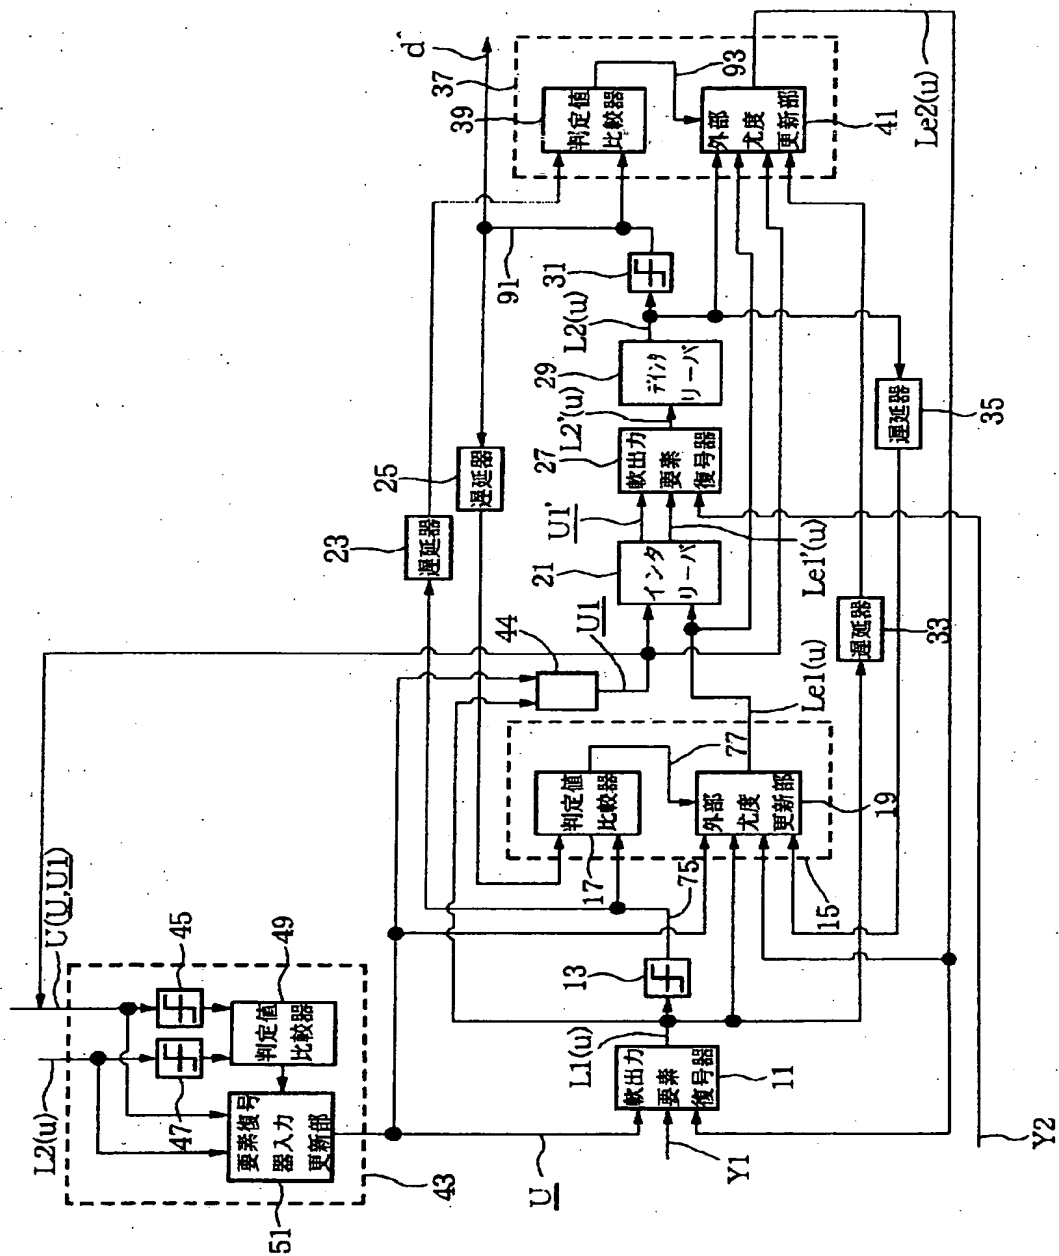 L2(u)
U(U,U1)
45
49
47
判定値
比較器
要素復号
器入力
更新部
51
43
U
Y1
Y2
軟出力
要素
復号器
11
L1(u)
13
75
17
判定値
比較器
77
外部
尤度
更新部
19
15
Le1(u)
44
U1
23
遅延器
25
遅延器
21
インタ
リーバ
U1'
Le1'(u)
27
軟出力
要素
復号器
L2'(u)
29
デインタ
リーバ
L2(u)
31
91
33
遅延器
35
遅延器
37
39
判定値
比較器
93
外部
尤度
更新部
41
Le2(u)
d